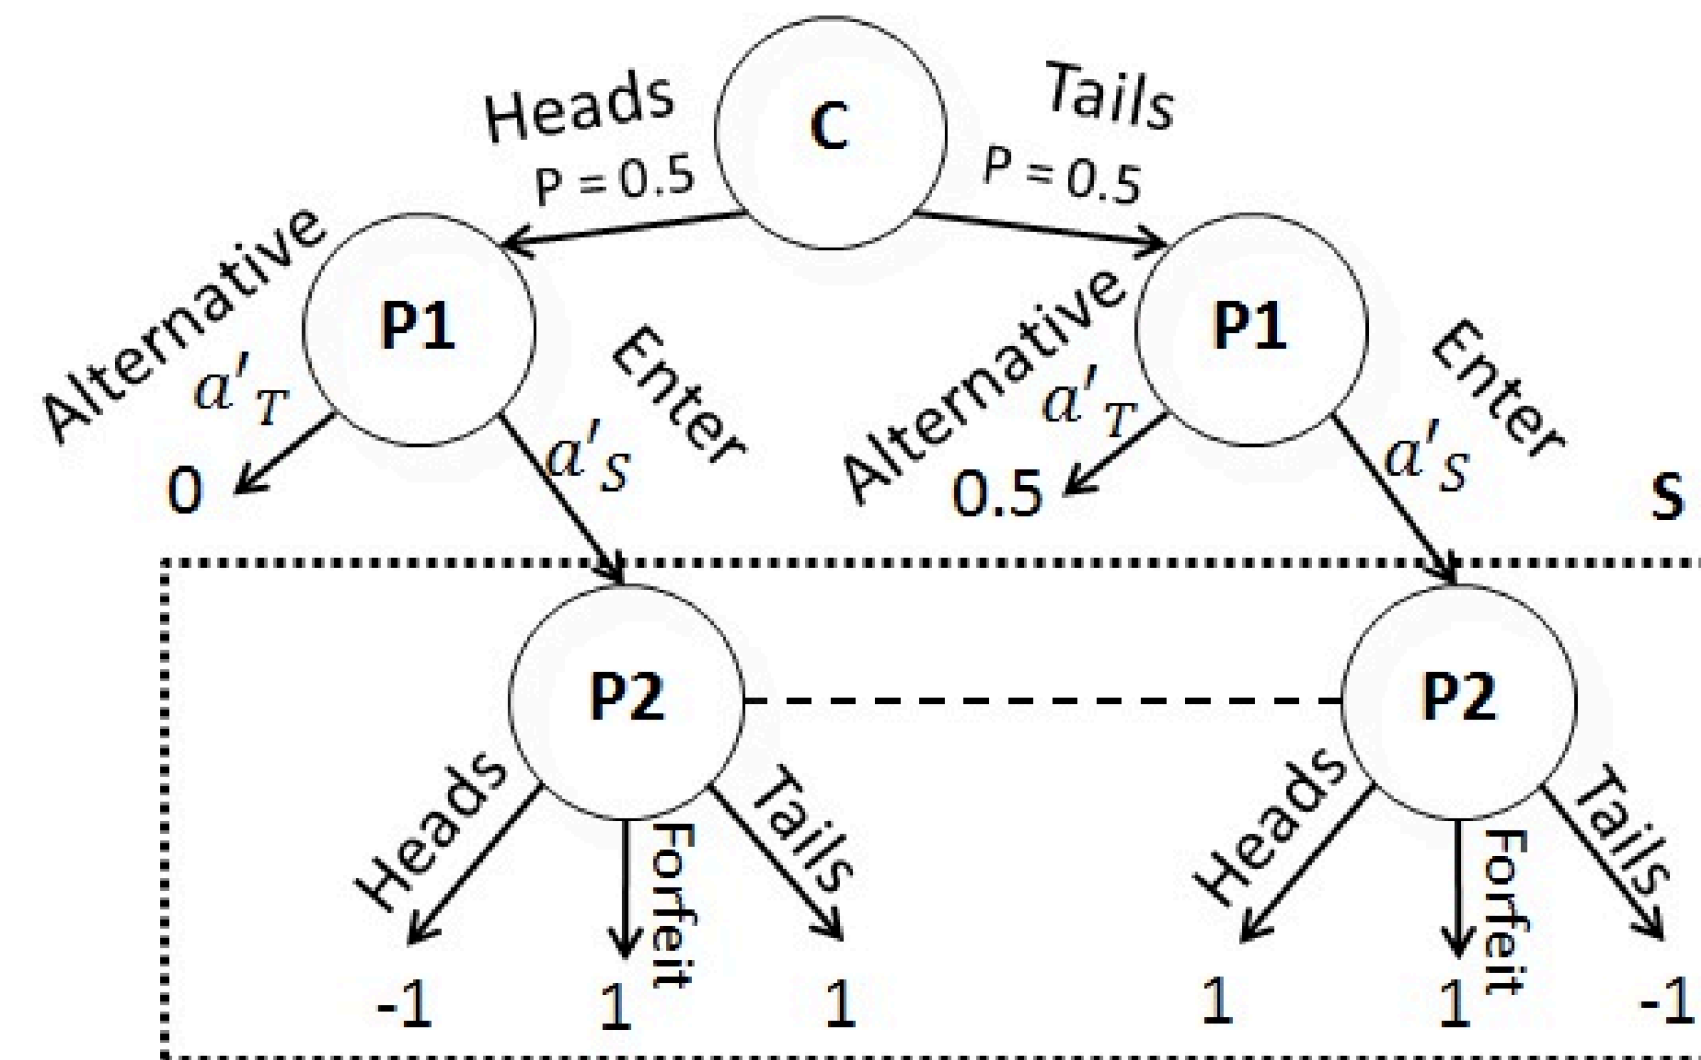 C
Heads
P = 0.5
Tails
P = 0.5
Alternative
a'T
0
P1
Enter
a'S
Alternative
a'T
0.5
P1
Enter
a'S
S
P2
P2
Heads
Forfeit
Tails
Heads
Forfeit
Tails
-1
1
1
1
1
-1